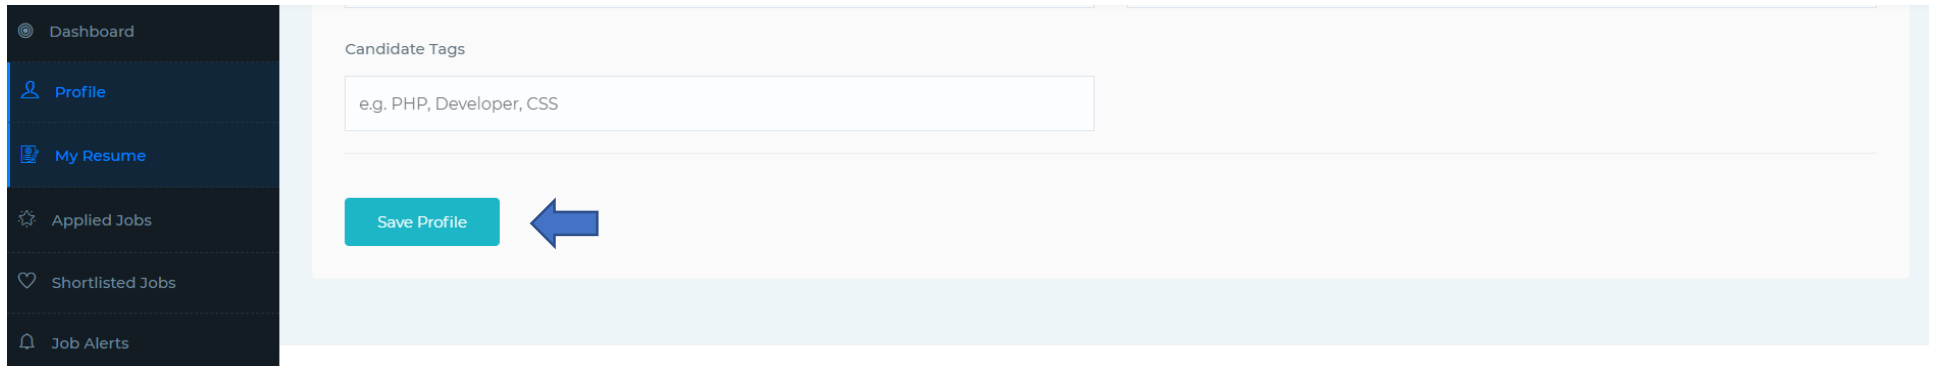 Dashboard
Profile
My Resume
Applied Jobs
Shortlisted Jobs
Job Alerts
Candidate Tags
e.g. PHP, Developer, CSS
Save Profile